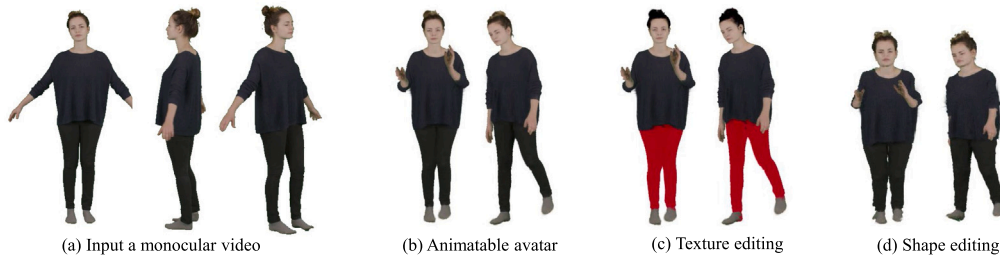 (a) Input a monocular video
(b) Animatable avatar
(c) Texture editing
(d) Shape editing